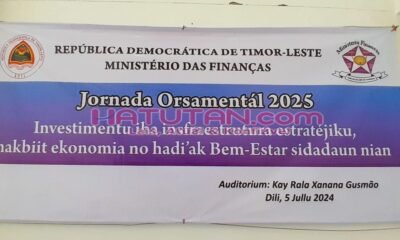 REPÚBLICA DEMOCRÁTICA DE TIMOR-LESTE
MINISTÉRIO DAS FINANÇAS
Jornada Orsamentál 2025
Investimentu iha infraestrutura estratéjiku,
hakbiit ekonomia no hadi'ak Bem-Estar sidadaun nian
HATUTAN.COM
Auditorium: Kay Rala Xanana Gusmão
Dili, 5 Jullu 2024